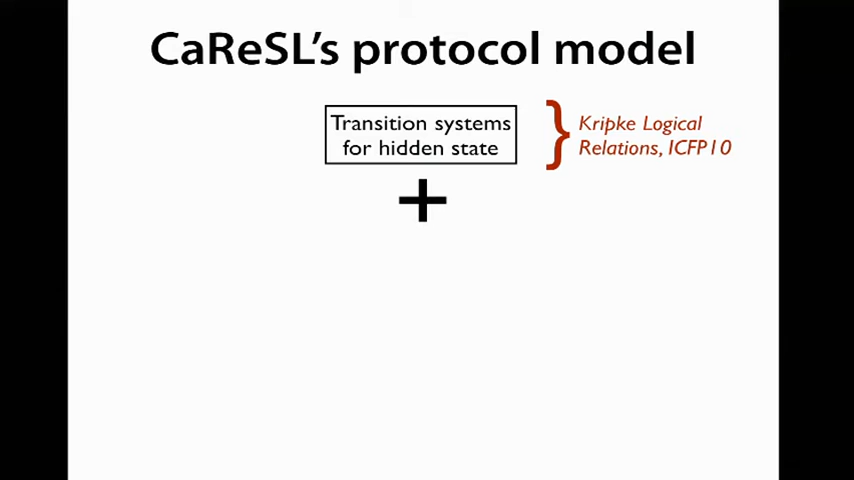 CaReSL's protocol model
Transition systems
for hidden state
} Kripke Logical
Relations, ICFP10
+